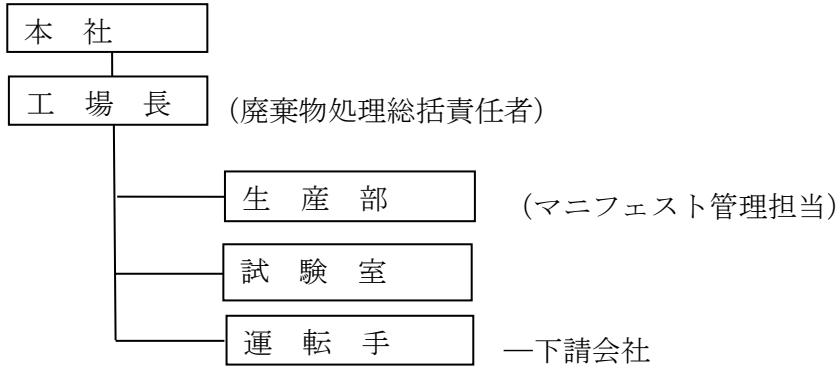 本 社
工 場 長 (廃棄物処理総括責任者)
生 産 部 (マニフェスト管理担当)
試 験 室
運 転 手 ―下請会社